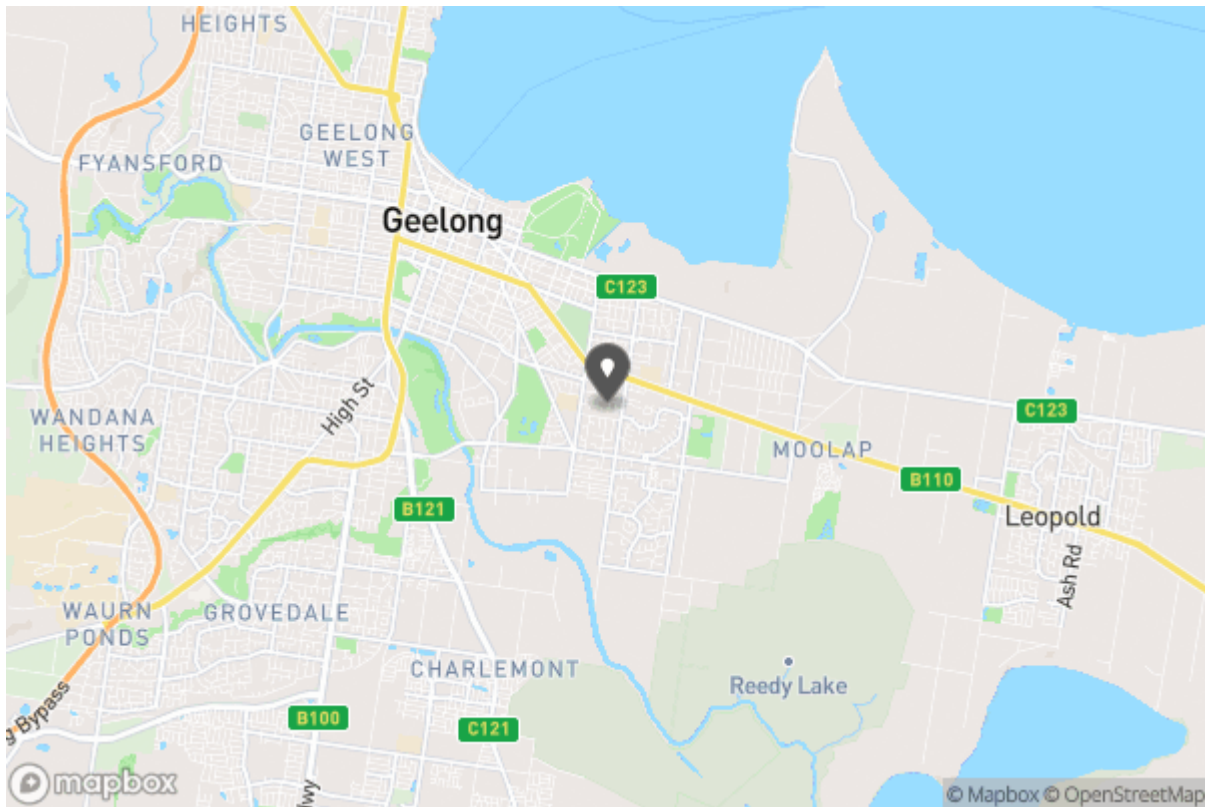 HEIGHTS
GEELONG
WEST
FYANSFORD
Geelong
C123
High St
WANDANA
HEIGHTS
C123
MOOLAP
B110
B121
Leopold
Ash Rd
WAURN
PONDS
GROVEDALE
CHARLEMONT
Reedy Lake
g Bypass
B100
C121
wy
mapbox
© Mapbox © OpenStreetMap